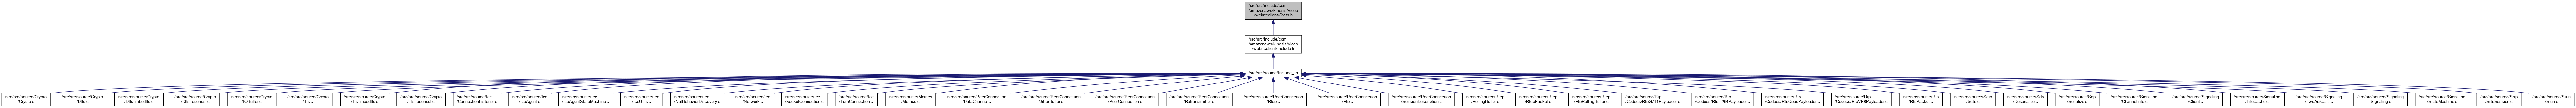 /src/src/include/com
/amazonaws/kinesis/video
/webrtcclient/Stats.h
/src/src/include/com
/amazonaws/kinesis/video
/webrtcclient/Include.h
/src/src/source/Include_i.h
/src/src/source/Crypto
/Crypto.c
/src/src/source/Crypto
/Dtls.c
/src/src/source/Crypto
/Dtls_mbedtls.c
/src/src/source/Crypto
/Dtls_openssl.c
/src/src/source/Crypto
/IOBuffer.c
/src/src/source/Crypto
/Tls.c
/src/src/source/Crypto
/Tls_mbedtls.c
/src/src/source/Crypto
/Tls_openssl.c
/src/src/source/Ice
/ConnectionListener.c
/src/src/source/Ice
/IceAgent.c
/src/src/source/Ice
/IceAgentStateMachine.c
/src/src/source/Ice
/IceUtils.c
/src/src/source/Ice
/NatBehaviorDiscovery.c
/src/src/source/Ice
/Network.c
/src/src/source/Ice
/SocketConnection.c
/src/src/source/Ice
/TurnConnection.c
/src/src/source/Metrics
/Metrics.c
/src/src/source/PeerConnection
/DataChannel.c
/src/src/source/PeerConnection
/JitterBuffer.c
/src/src/source/PeerConnection
/PeerConnection.c
/src/src/source/PeerConnection
/Retransmitter.c
/src/src/source/PeerConnection
/Rtcp.c
/src/src/source/PeerConnection
/Rtp.c
/src/src/source/PeerConnection
/SessionDescription.c
/src/src/source/Rtcp
/RollingBuffer.c
/src/src/source/Rtcp
/RtcpPacket.c
/src/src/source/Rtcp
/RtpRollingBuffer.c
/src/src/source/Rtp
/Codecs/RtpG711Payloader.c
/src/src/source/Rtp
/Codecs/RtpH264Payloader.c
/src/src/source/Rtp
/Codecs/RtpOpusPayloader.c
/src/src/source/Rtp
/Codecs/RtpVP8Payloader.c
/src/src/source/Rtp
/RtpPacket.c
/src/src/source/Sctp
/Sctp.c
/src/src/source/Sdp
/Deserialize.c
/src/src/source/Sdp
/Serialize.c
/src/src/source/Signaling
/ChannelInfo.c
/src/src/source/Signaling
/Client.c
/src/src/source/Signaling
/FileCache.c
/src/src/source/Signaling
/LwsApiCalls.c
/src/src/source/Signaling
/Signaling.c
/src/src/source/Signaling
/StateMachine.c
/src/src/source/Srtp
/SrtpSession.c
/src/src/source/Stun
/Stun.c